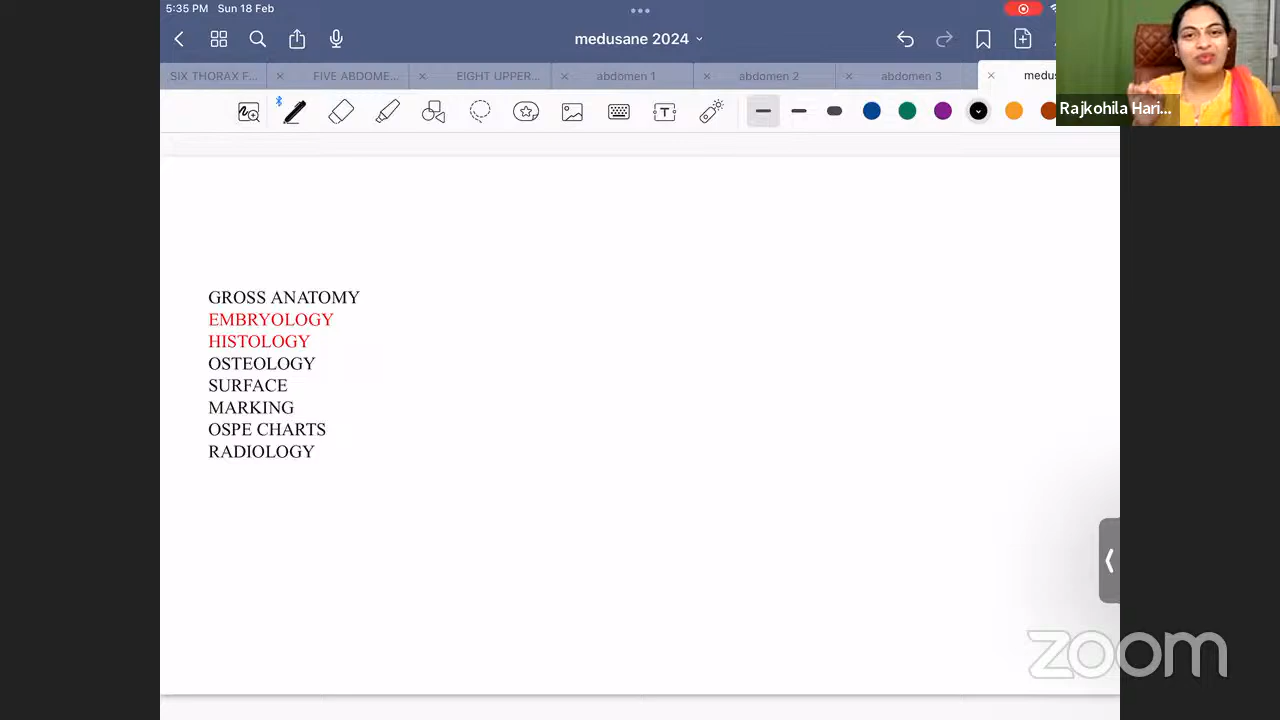 5:35 PM Sun 18 Feb
medusane 2024
SIX THORAX F...
FIVE ABDOME...
EIGHT UPPER...
abdomen 1
abdomen 2
abdomen 3
medus
Rajkohila Hari...
GROSS ANATOMY
EMBRYOLOGY
HISTOLOGY
OSTEOLOGY
SURFACE
MARKING
OSPE CHARTS
RADIOLOGY
zoom